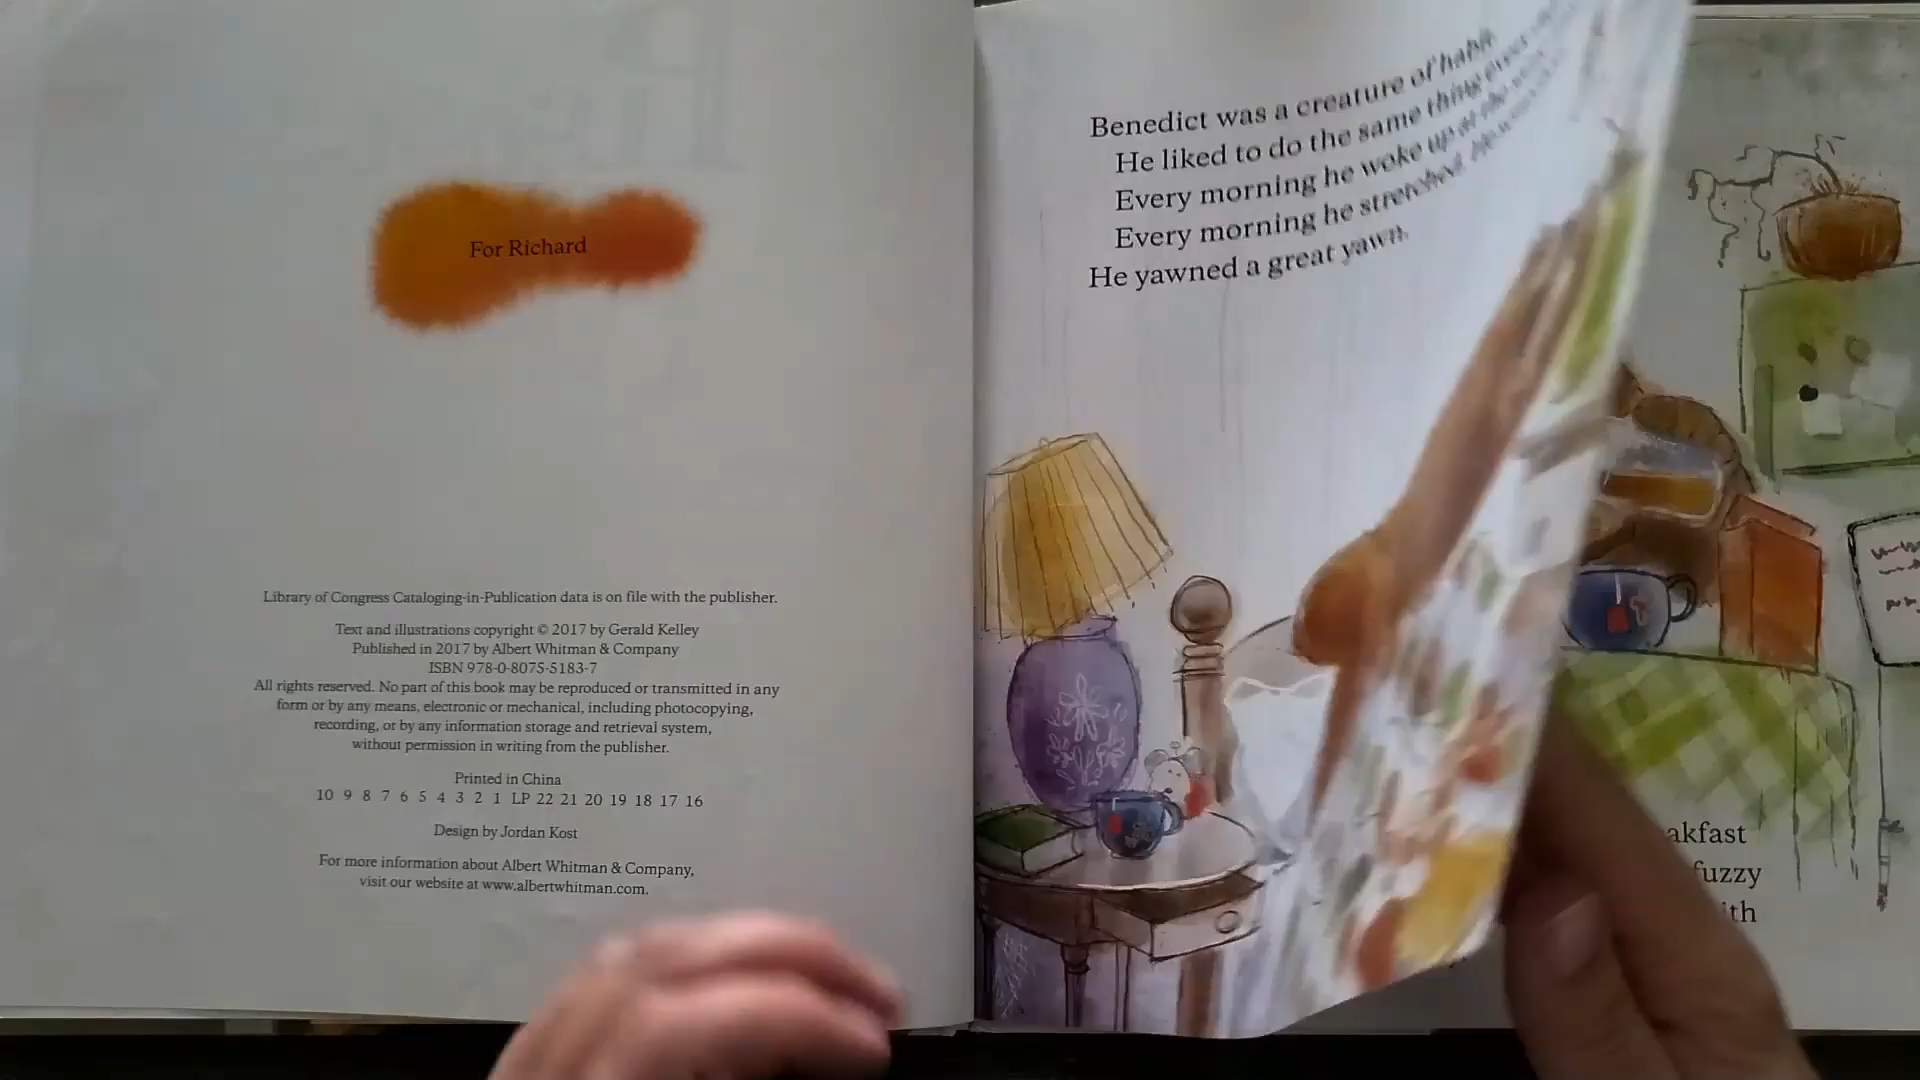 For Richard
Library of Congress Cataloging-in-Publication data is on file with the publisher.
Text and illustrations copyright © 2017 by Gerald Kelley
Published in 2017 by Albert Whitman & Company
ISBN 978-0-8075-5183-7
All rights reserved. No part of this book may be reproduced or transmitted in any
form or by any means, electronic or mechanical, including photocopying,
recording, or by any information storage and retrieval system,
without permission in writing from the publisher.
Printed in China
10 9 8 7 6 5 4 3 2 1 LP 22 21 20 19 18 17 16
Design by Jordan Kost
For more information about Albert Whitman & Company,
visit our website at www.albertwhitman.com.
Benedict was a creature of habit.
He liked to do the same thing every
Every morning he woke up at the
Every morning he stretched. He
He yawned a great yawn.
akfast
fuzzy
ith